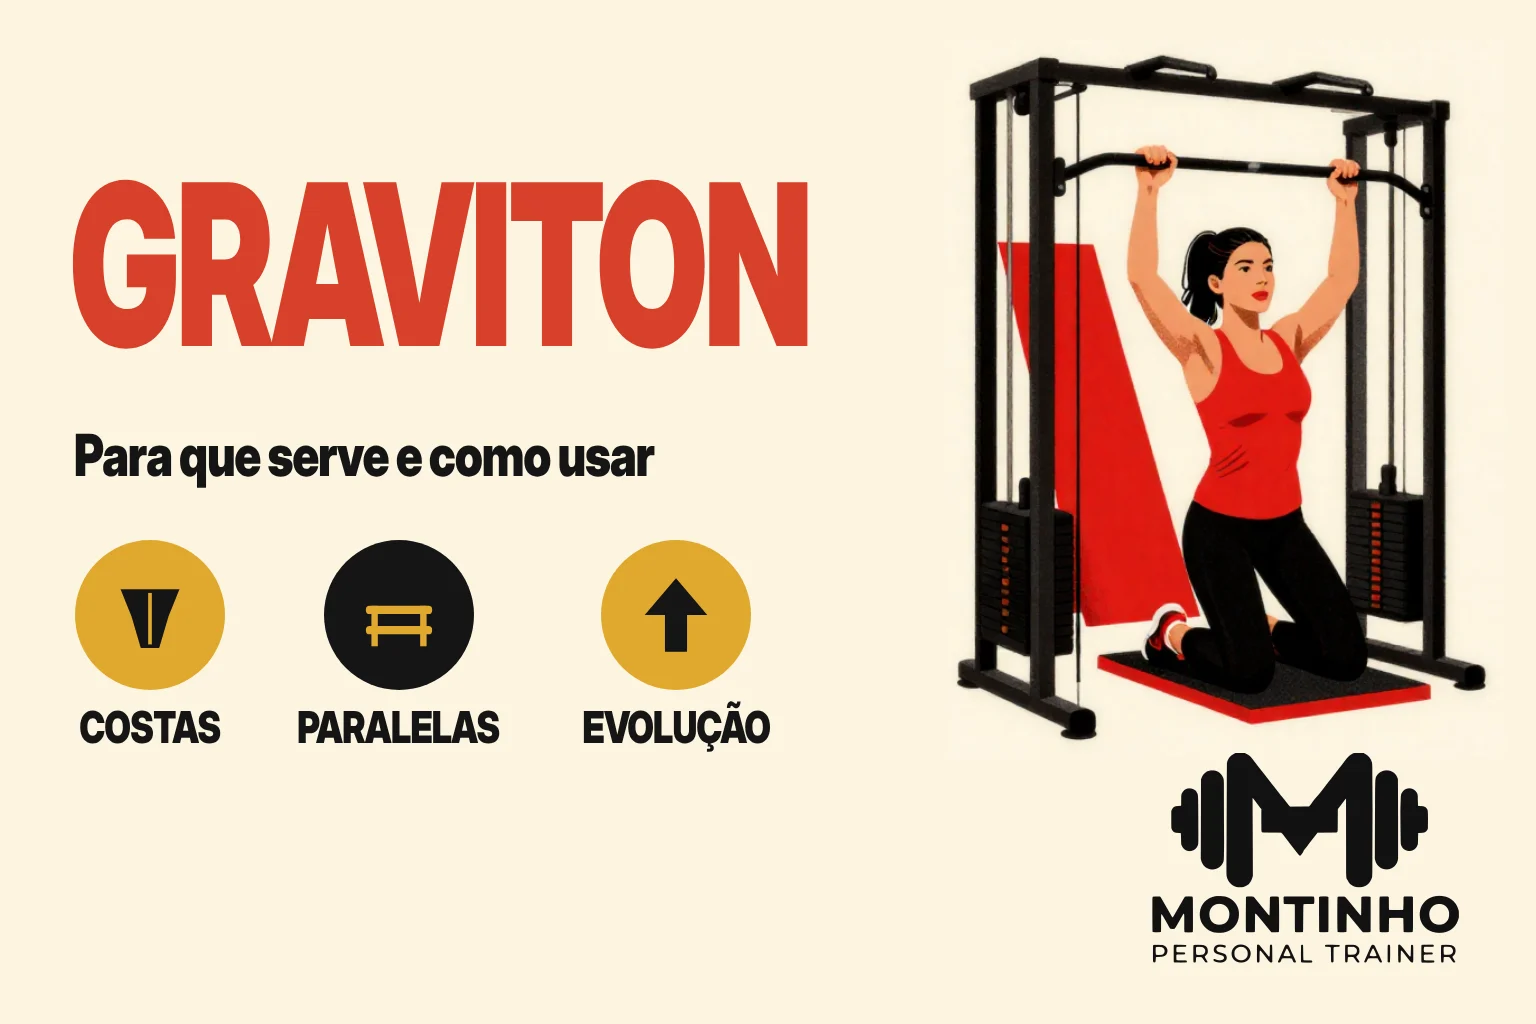 GRAVITON
Para que serve e como usar
COSTAS
PARALELAS
EVOLUÇÃO
M
MONTINHO
PERSONAL TRAINER